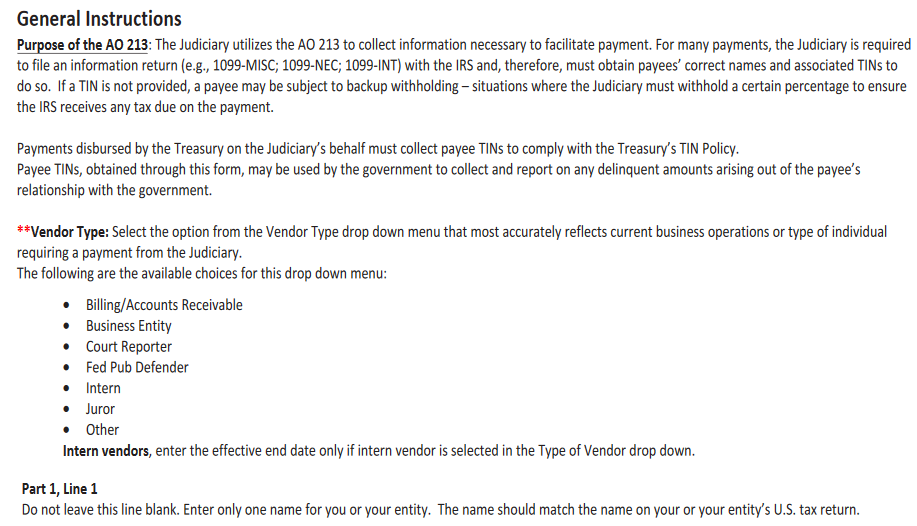 General Instructions
Purpose of the AO 213: The Judiciary utilizes the AO 213 to collect information necessary to facilitate payment. For many payments, the Judiciary is required
to file an information return (e.g., 1099-MISC; 1099-NEC; 1099-INT) with the IRS and, therefore, must obtain payees' correct names and associated TINs to
do so. If a TIN is not provided, a payee may be subject to backup withholding – situations where the Judiciary must withhold a certain percentage to ensure
the IRS receives any tax due on the payment.
Payments disbursed by the Treasury on the Judiciary's behalf must collect payee TINs to comply with the Treasury's TIN Policy.
Payee TINs, obtained through this form, may be used by the government to collect and report on any delinquent amounts arising out of the payee's
relationship with the government.
**Vendor Type: Select the option from the Vendor Type drop down menu that most accurately reflects current business operations or type of individual
requiring a payment from the Judiciary.
The following are the available choices for this drop down menu:
• Billing/Accounts Receivable
• Business Entity
• Court Reporter
• Fed Pub Defender
• Intern
• Juror
• Other
Intern vendors, enter the effective end date only if intern vendor is selected in the Type of Vendor drop down.
Part 1, Line 1
Do not leave this line blank. Enter only one name for you or your entity. The name should match the name on your or your entity's U.S. tax return.